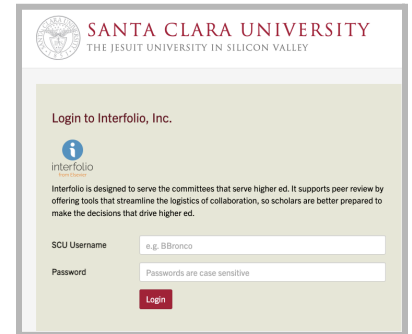 SANTA CLARA UNIVERSITY
THE JESUIT UNIVERSITY IN SILICON VALLEY
Login to Interfolio, Inc.
interfolio
from Elsevier
Interfolio is designed to serve the committees that serve higher ed. It supports peer review by
offering tools that streamline the logistics of collaboration, so scholars are better prepared to
make the decisions that drive higher ed.
SCU Username e.g. BBronco
Password Passwords are case sensitive
Login